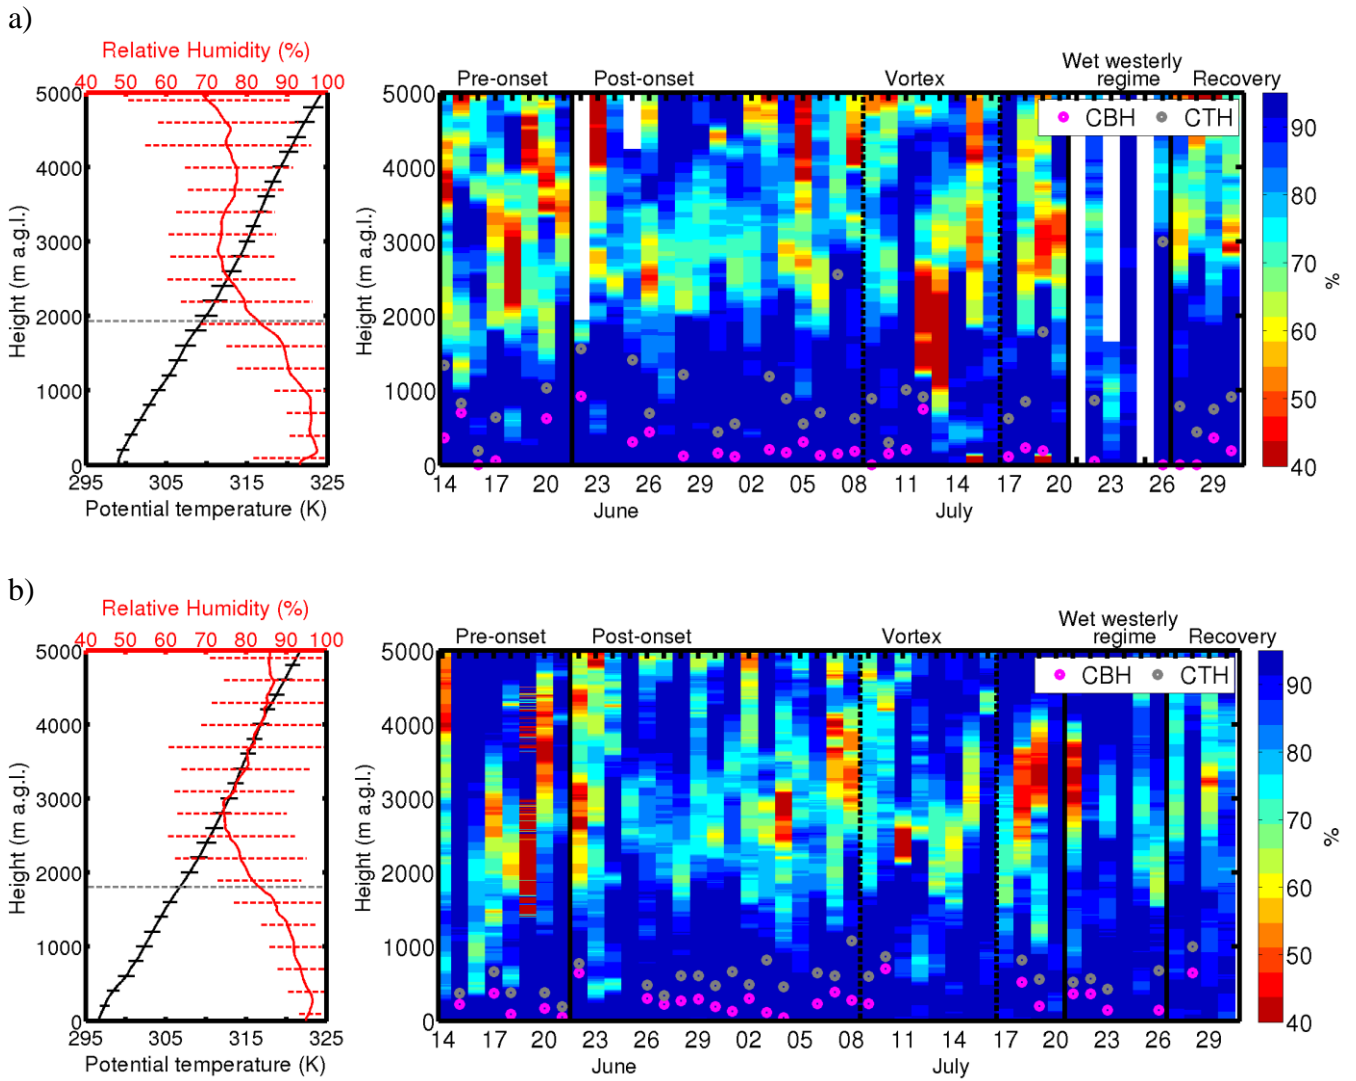 a)
Relative Humidity (%)
40 50 60 70 80 90 100
5000
4000
3000
2000
1000
0
Height (m a.g.l.)
295 305 315 325
Potential temperature (K)
Pre-onset Post-onset Vortex Wet westerly regime Recovery
CBH CTH
5000
4000
3000
2000
1000
0
Height (m a.g.l.)
14 17 20 23 26 29 02 05 08 11 14 17 20 23 26 29
June July
90
80
70
60
50
40
%
b)
Relative Humidity (%)
40 50 60 70 80 90 100
5000
4000
3000
2000
1000
0
Height (m a.g.l.)
295 305 315 325
Potential temperature (K)
Pre-onset Post-onset Vortex Wet westerly regime Recovery
CBH CTH
5000
4000
3000
2000
1000
0
Height (m a.g.l.)
14 17 20 23 26 29 02 05 08 11 14 17 20 23 26 29
June July
90
80
70
60
50
40
%